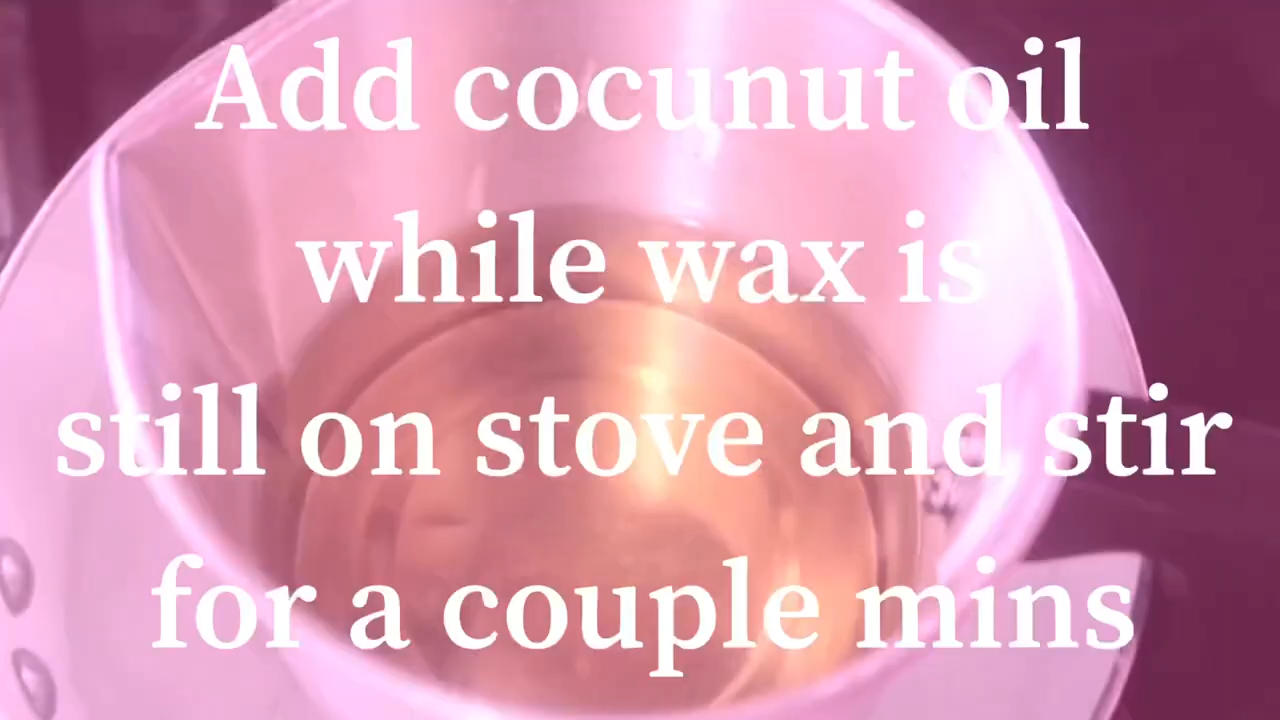 Add cocunut oil
while wax is
still on stove and stir
for a couple mins